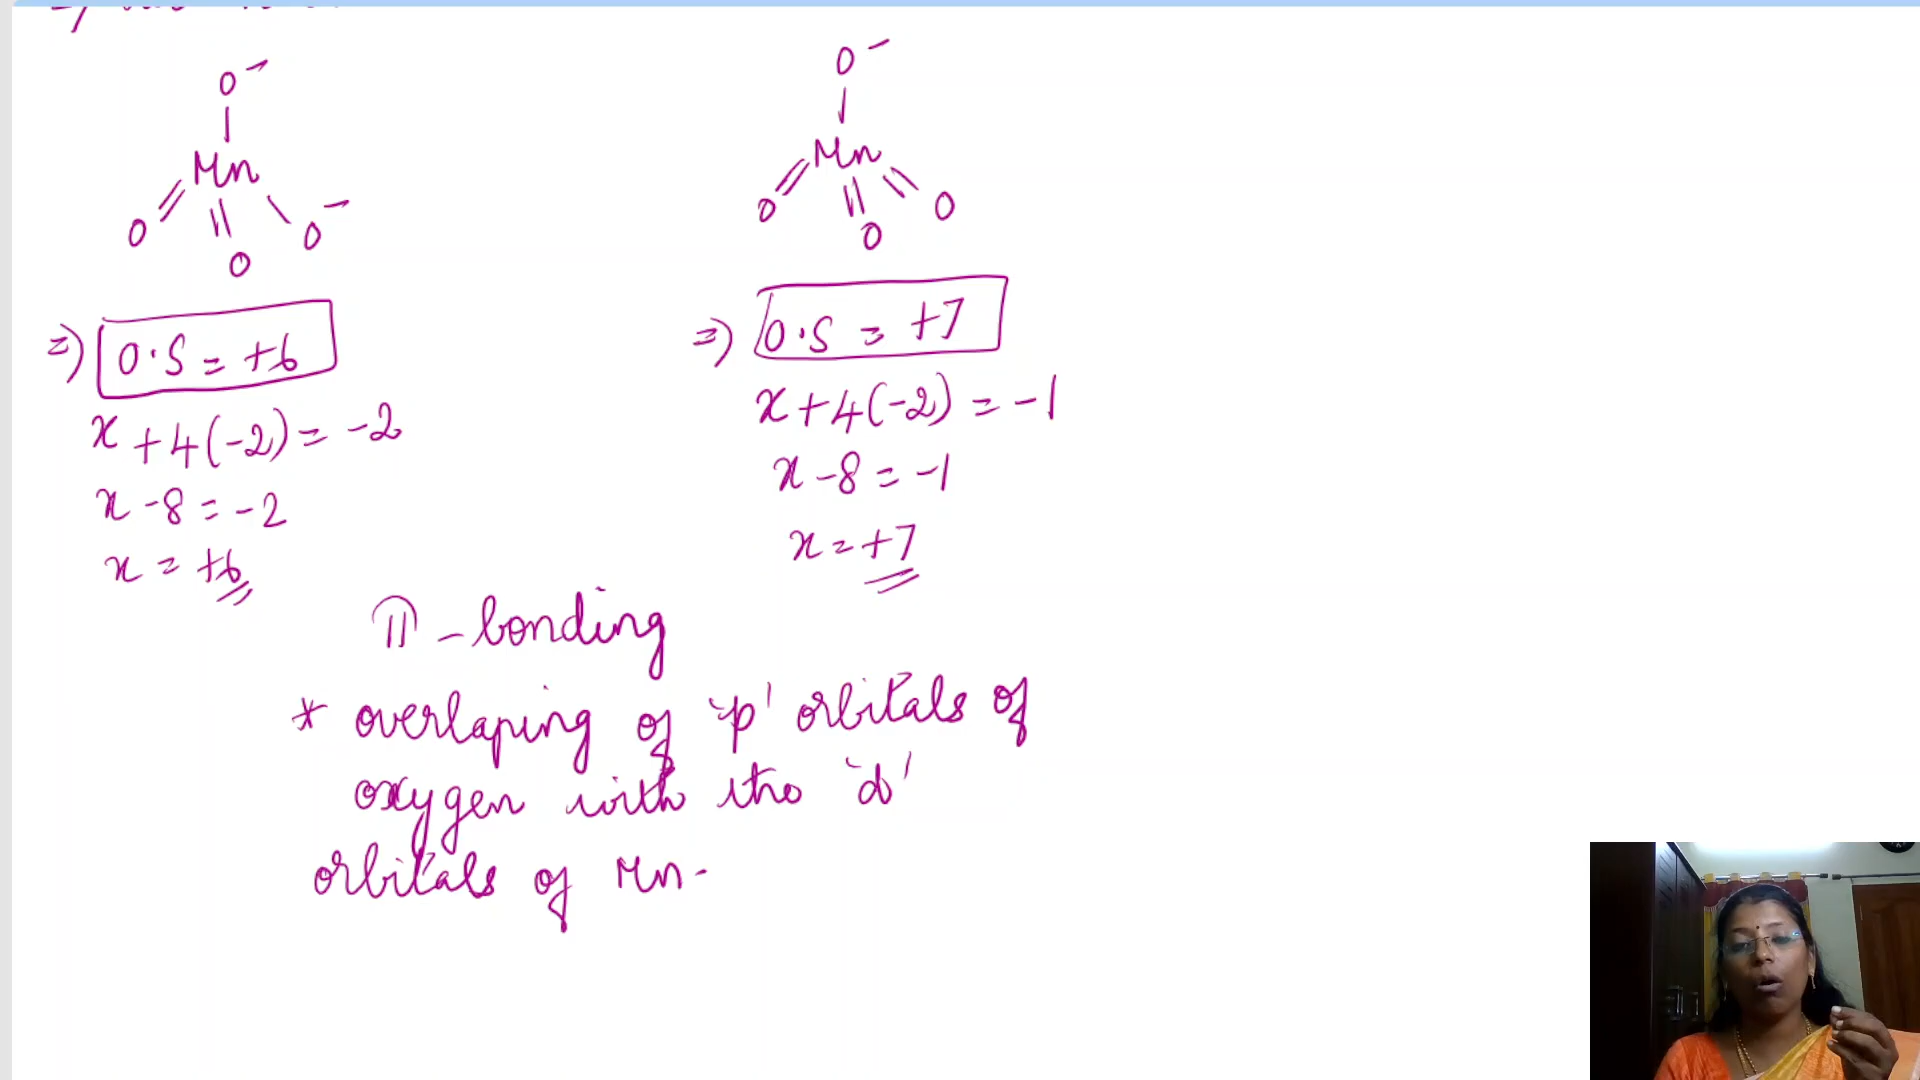 O⁻
Mn
O O O⁻
=) O.S = +6
x + 4(-2) = -2
x - 8 = -2
x = +6
O⁻
Mn
O O O
=) O.S = +7
x + 4(-2) = -1
x - 8 = -1
x = +7
π - bonding
* overlaping of 'p' orbitals of
oxygen with the 'd'
orbitals of Mn.